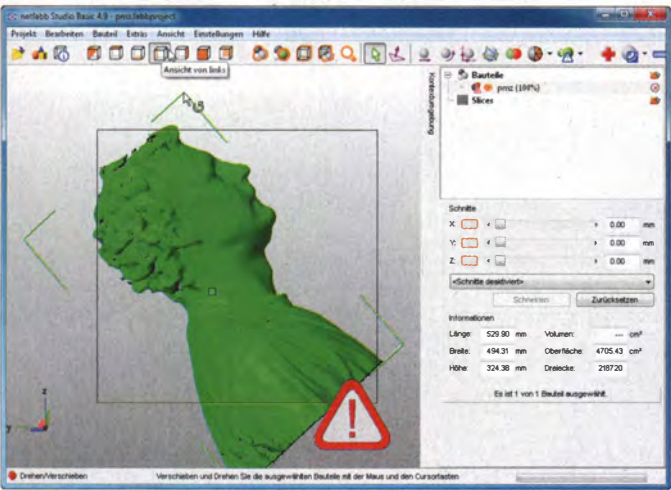 netfabb Studio Basic 4.9 - pmz.fabbproject
Projekt Bearbeiten Bauteil Extras Ansicht Einstellungen Hilfe
Ansicht von links
Kontextumgebung
Bauteile
pmz (100%)
Slices
Schnitte
X: 0.00 mm
Y: 0.00 mm
Z: 0.00 mm
<Schnitte deaktiviert>
Schneiden Zurücksetzen
Informationen
Länge: 529.90 mm Volumen: --- cm³
Breite: 494.31 mm Oberfläche: 4705.43 cm²
Höhe: 324.38 mm Dreiecke: 218720
Es ist 1 von 1 Bauteil ausgewählt.
z
y
!
Drehen/Verschieben Verschieben und Drehen Sie die ausgewählten Bauteile mit der Maus und den Cursortasten